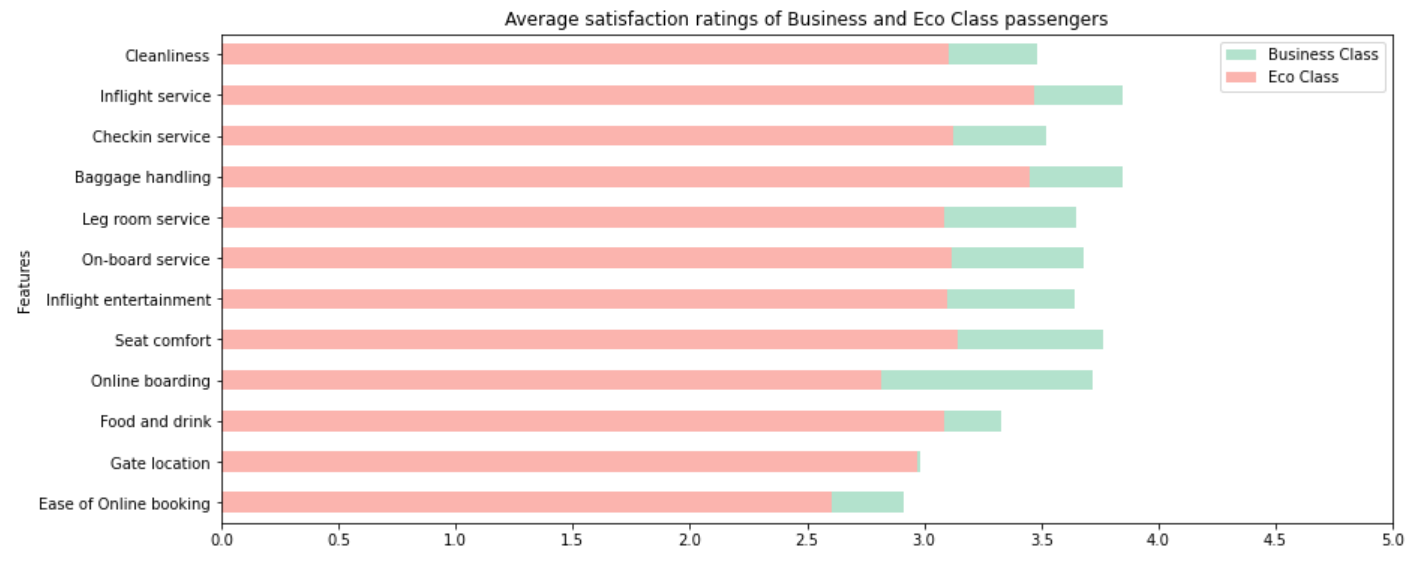 Average satisfaction ratings of Business and Eco Class passengers
Business Class
Eco Class
Features
Cleanliness
Inflight service
Checkin service
Baggage handling
Leg room service
On-board service
Inflight entertainment
Seat comfort
Online boarding
Food and drink
Gate location
Ease of Online booking
0.0 0.5 1.0 1.5 2.0 2.5 3.0 3.5 4.0 4.5 5.0